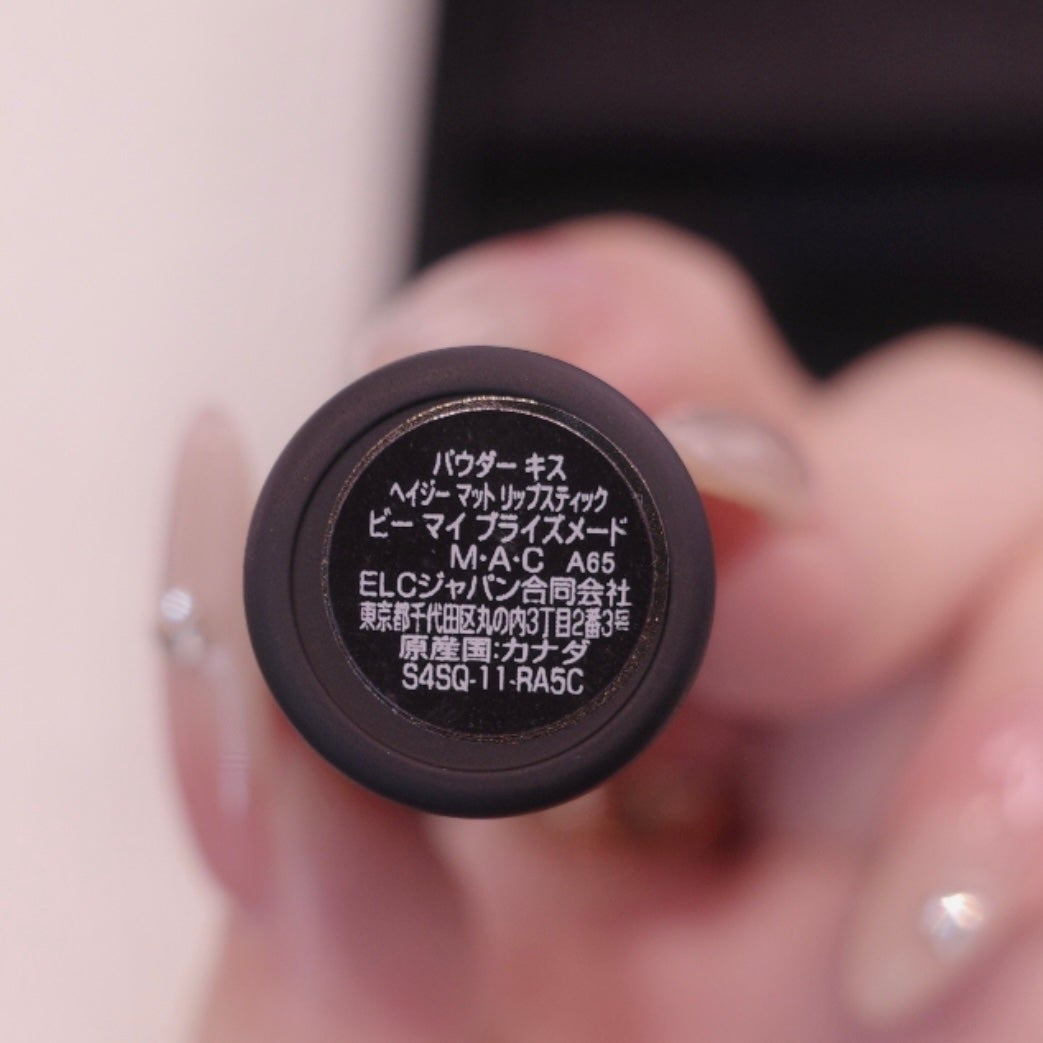 パウダー キス
ヘイジー マット リップスティック
ビー マイ ブライズメード
M·A·C A65
ELCジャパン合同会社
東京都千代田区丸の内3丁目2番3号
原産国:カナダ
S4SQ-11-RA5C